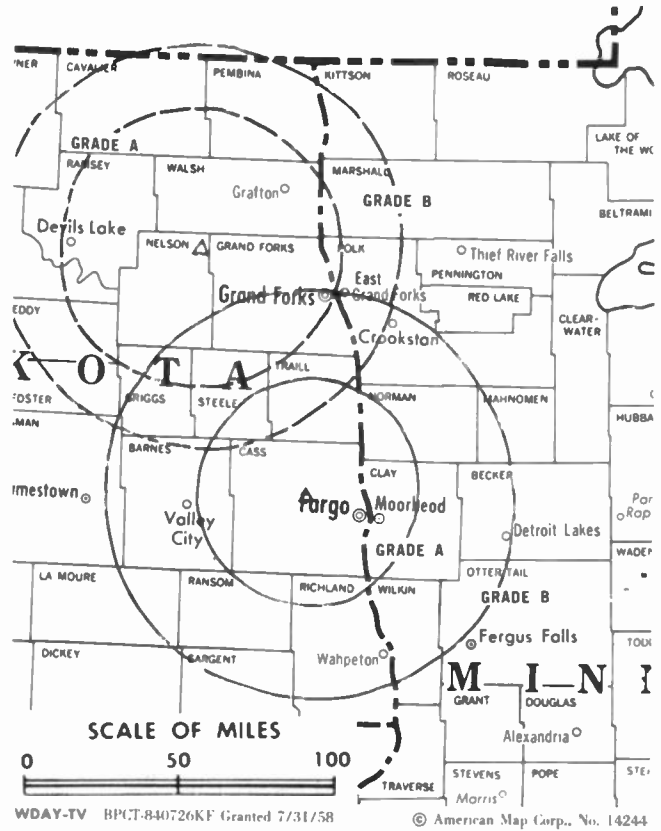 CAVALIER
PEMBINA
KITTSON
ROSEAU
LAKE OF
THE WO
GRADE A
RAMSEY
WALSH
MARSHALL
Grafton
GRADE B
BELTRAMI
Devils Lake
NELSON
GRAND FORKS
POLK
Thief River Falls
PENNINGTON
East
Grand Forks
Grand Forks
RED LAKE
EDDY
CLEAR-
WATER
Crookston
K O T A
TRAILL
GRIGGS
STEELE
NORMAN
MAHNOMEN
HUBBA
BARNES
CASS
CLAY
BECKER
mestown
Valley
City
Fargo
Moorhead
Detroit Lakes
Par
Rap
GRADE A
WADEN
OTTER TAIL
LA MOURE
RANSOM
RICHLAND
WILKIN
GRADE B
Fergus Falls
DICKEY
SARGENT
Wahpeton
M I N
GRANT
DOUGLAS
SCALE OF MILES
Alexandria
0 50 100
STEVENS
POPE
TRAVERSE
Morris
WDAY-TV BPCT-840726KF Granted 7/31/58
© American Map Corp., No. 14244